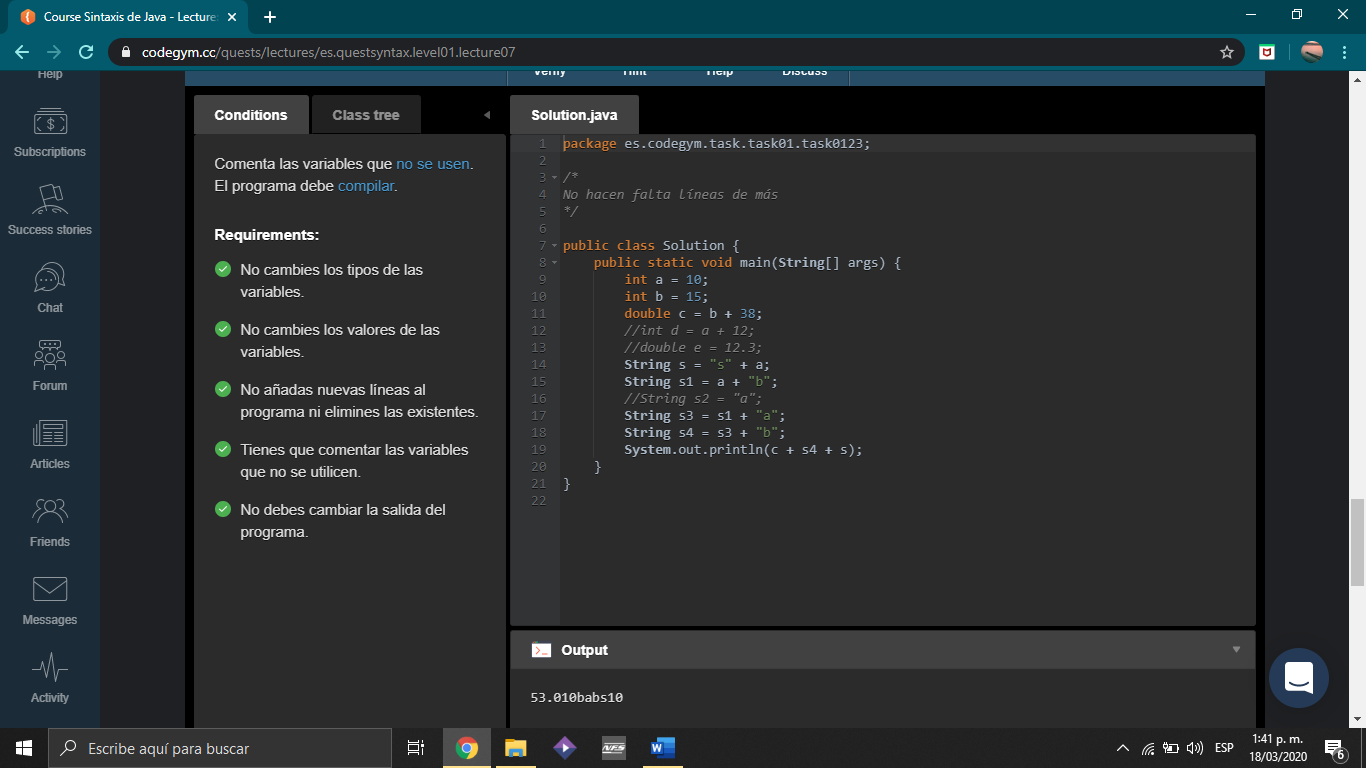 Course Sintaxis de Java - Lecture:
codegym.cc/quests/lectures/es.questsyntax.level01.lecture07
Help
Subscriptions
Success stories
Chat
Forum
Articles
Friends
Messages
Activity
Verify Hint Help Discuss
Conditions Class tree
Comenta las variables que no se usen.
El programa debe compilar.
Requirements:
No cambies los tipos de las
variables.
No cambies los valores de las
variables.
No añadas nuevas líneas al
programa ni elimines las existentes.
Tienes que comentar las variables
que no se utilicen.
No debes cambiar la salida del
programa.
Solution.java
1 package es.codegym.task.task01.task0123;
2
3 /*
4 No hacen falta líneas de más
5 */
6
7 public class Solution {
8 public static void main(String[] args) {
9 int a = 10;
10 int b = 15;
11 double c = b + 38;
12 //int d = a + 12;
13 //double e = 12.3;
14 String s = "s" + a;
15 String s1 = a + "b";
16 //String s2 = "a";
17 String s3 = s1 + "a";
18 String s4 = s3 + "b";
19 System.out.println(c + s4 + s);
20 }
21 }
22
Output
53.010babs10
Escribe aquí para buscar
NFS
W
ESP
1:41 p. m.
18/03/2020
6